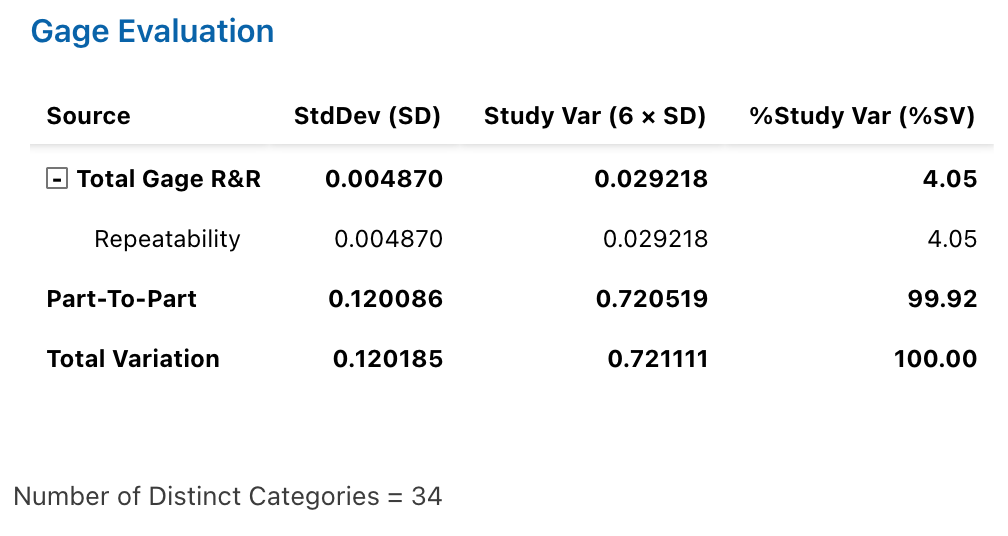 Gage Evaluation
Source StdDev (SD) Study Var (6 × SD) %Study Var (%SV)
Total Gage R&R 0.004870 0.029218 4.05
Repeatability 0.004870 0.029218 4.05
Part-To-Part 0.120086 0.720519 99.92
Total Variation 0.120185 0.721111 100.00
Number of Distinct Categories = 34